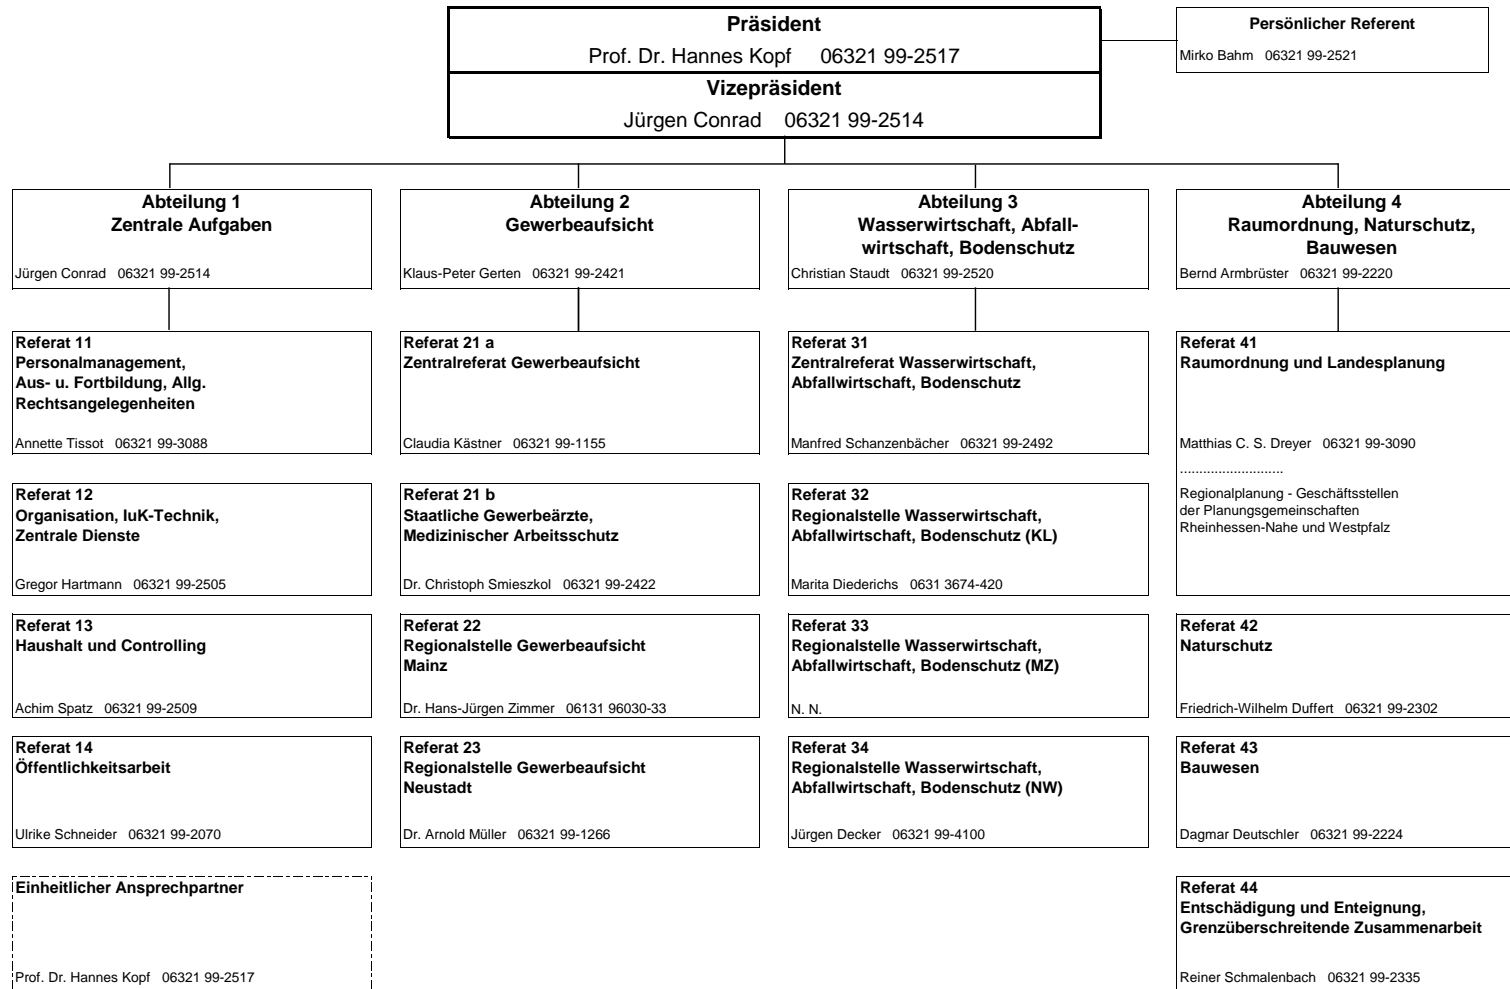 Präsident
Prof. Dr. Hannes Kopf 06321 99-2517
Vizepräsident
Jürgen Conrad 06321 99-2514
Persönlicher Referent
Mirko Bahm 06321 99-2521
Abteilung 1
Zentrale Aufgaben
Jürgen Conrad 06321 99-2514
Referat 11
Personalmanagement,
Aus- u. Fortbildung, Allg.
Rechtsangelegenheiten
Annette Tissot 06321 99-3088
Referat 12
Organisation, IuK-Technik,
Zentrale Dienste
Gregor Hartmann 06321 99-2505
Referat 13
Haushalt und Controlling
Achim Spatz 06321 99-2509
Referat 14
Öffentlichkeitsarbeit
Ulrike Schneider 06321 99-2070
Einheitlicher Ansprechpartner
Prof. Dr. Hannes Kopf 06321 99-2517
Abteilung 2
Gewerbeaufsicht
Klaus-Peter Gerten 06321 99-2421
Referat 21 a
Zentralreferat Gewerbeaufsicht
Claudia Kästner 06321 99-1155
Referat 21 b
Staatliche Gewerbeärzte,
Medizinischer Arbeitsschutz
Dr. Christoph Smieszkol 06321 99-2422
Referat 22
Regionalstelle Gewerbeaufsicht
Mainz
Dr. Hans-Jürgen Zimmer 06131 96030-33
Referat 23
Regionalstelle Gewerbeaufsicht
Neustadt
Dr. Arnold Müller 06321 99-1266
Abteilung 3
Wasserwirtschaft, Abfall-
wirtschaft, Bodenschutz
Christian Staudt 06321 99-2520
Referat 31
Zentralreferat Wasserwirtschaft,
Abfallwirtschaft, Bodenschutz
Manfred Schanzenbächer 06321 99-2492
Referat 32
Regionalstelle Wasserwirtschaft,
Abfallwirtschaft, Bodenschutz (KL)
Marita Diederichs 0631 3674-420
Referat 33
Regionalstelle Wasserwirtschaft,
Abfallwirtschaft, Bodenschutz (MZ)
N. N.
Referat 34
Regionalstelle Wasserwirtschaft,
Abfallwirtschaft, Bodenschutz (NW)
Jürgen Decker 06321 99-4100
Abteilung 4
Raumordnung, Naturschutz,
Bauwesen
Bernd Armbrüster 06321 99-2220
Referat 41
Raumordnung und Landesplanung
Matthias C. S. Dreyer 06321 99-3090
...........................
Regionalplanung - Geschäftsstellen
der Planungsgemeinschaften
Rheinhessen-Nahe und Westpfalz
Referat 42
Naturschutz
Friedrich-Wilhelm Duffert 06321 99-2302
Referat 43
Bauwesen
Dagmar Deutschler 06321 99-2224
Referat 44
Entschädigung und Enteignung,
Grenzüberschreitende Zusammenarbeit
Reiner Schmalenbach 06321 99-2335